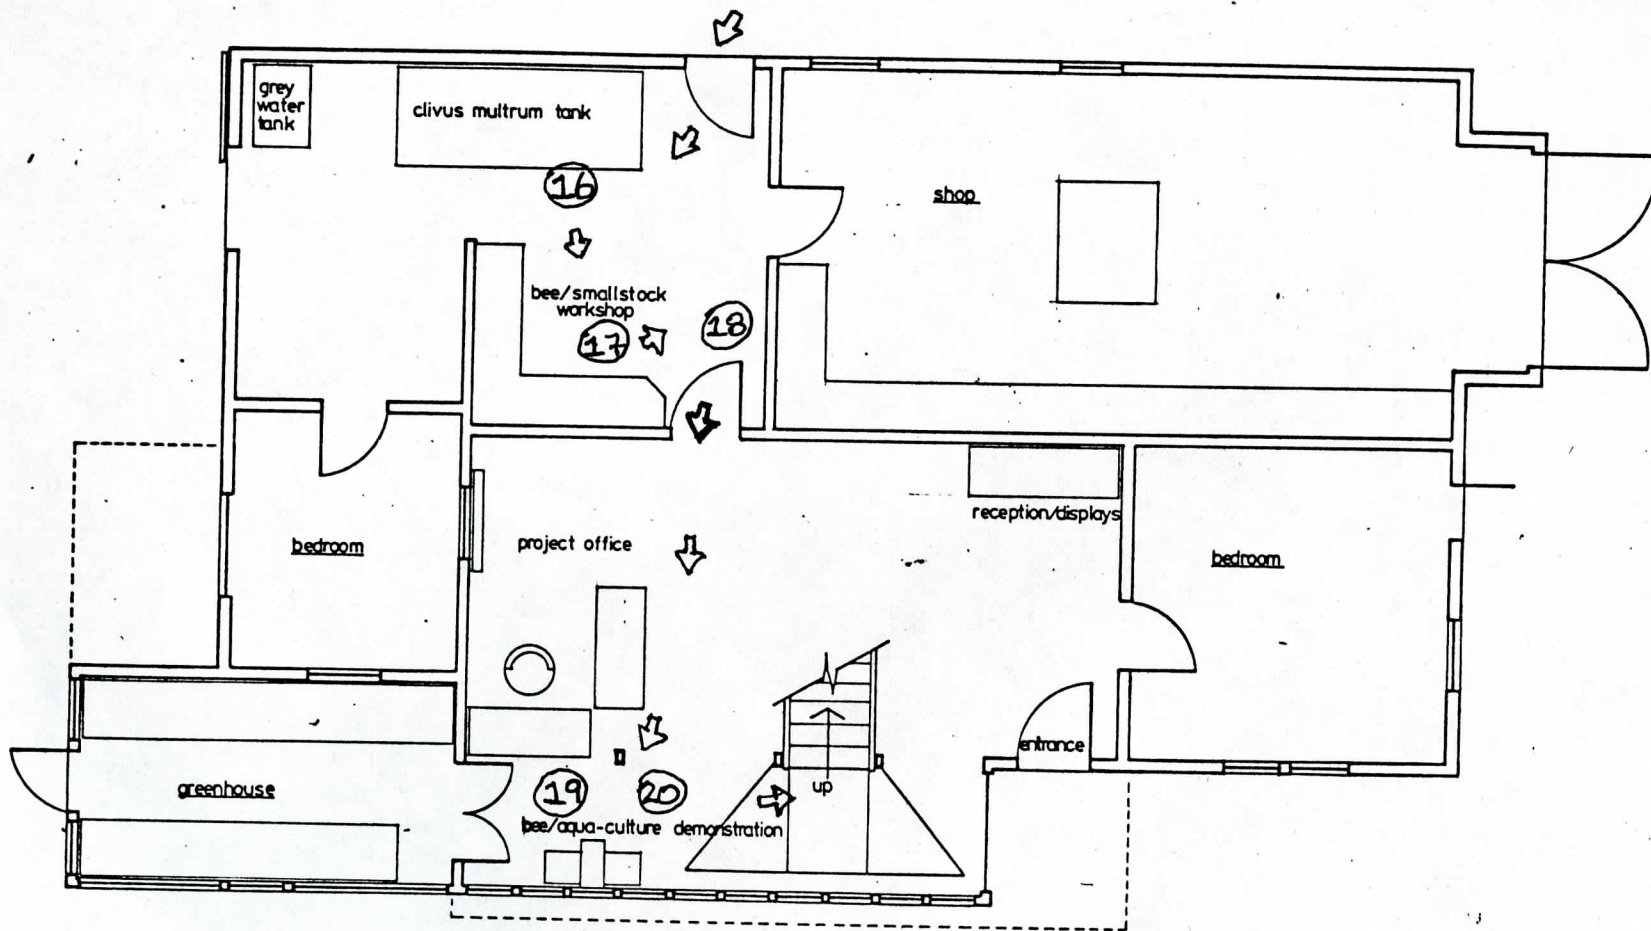 grey
water
tank
clivus multrum tank
16
shop
bee/smallstock
workshop
17
18
bedroom
project office
reception/displays
bedroom
entrance
greenhouse
19
20
up
bee/aqua-culture demonstration